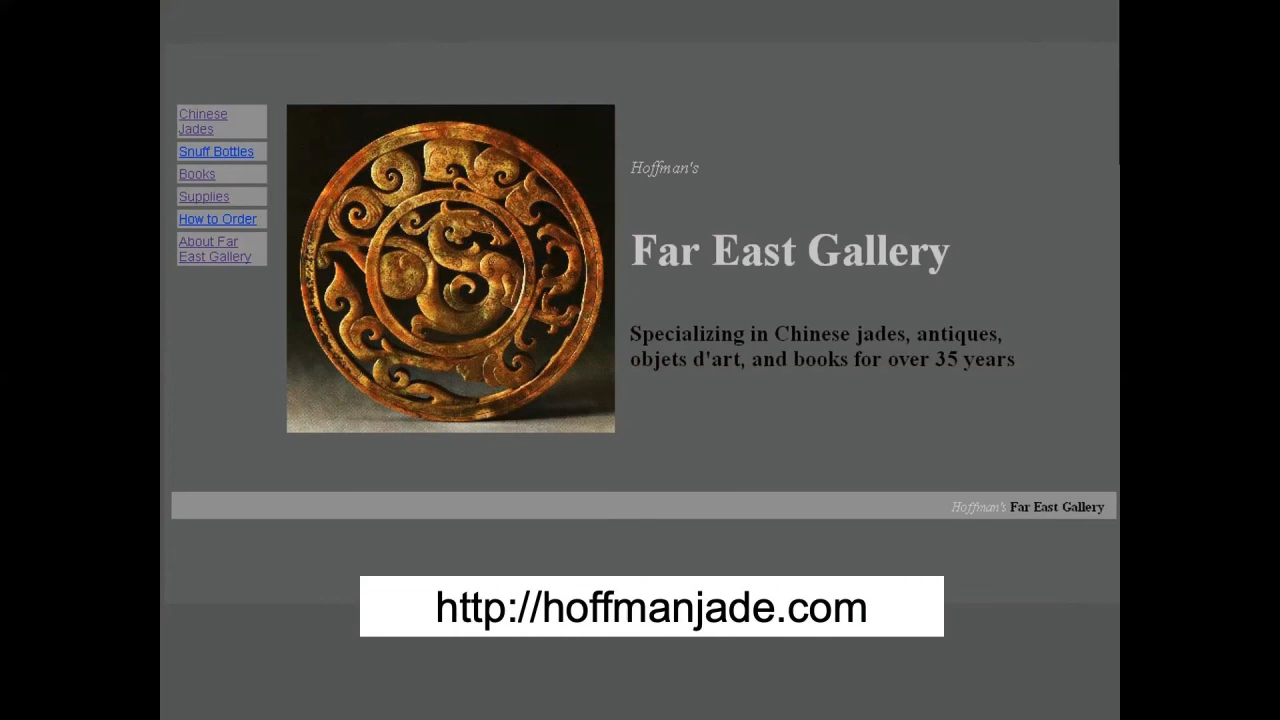 Chinese
Jades
Snuff Bottles
Books
Supplies
How to Order
About Far
East Gallery
Hoffman's
Far East Gallery
Specializing in Chinese jades, antiques,
objets d'art, and books for over 35 years
Hoffman's Far East Gallery
http://hoffmanjade.com